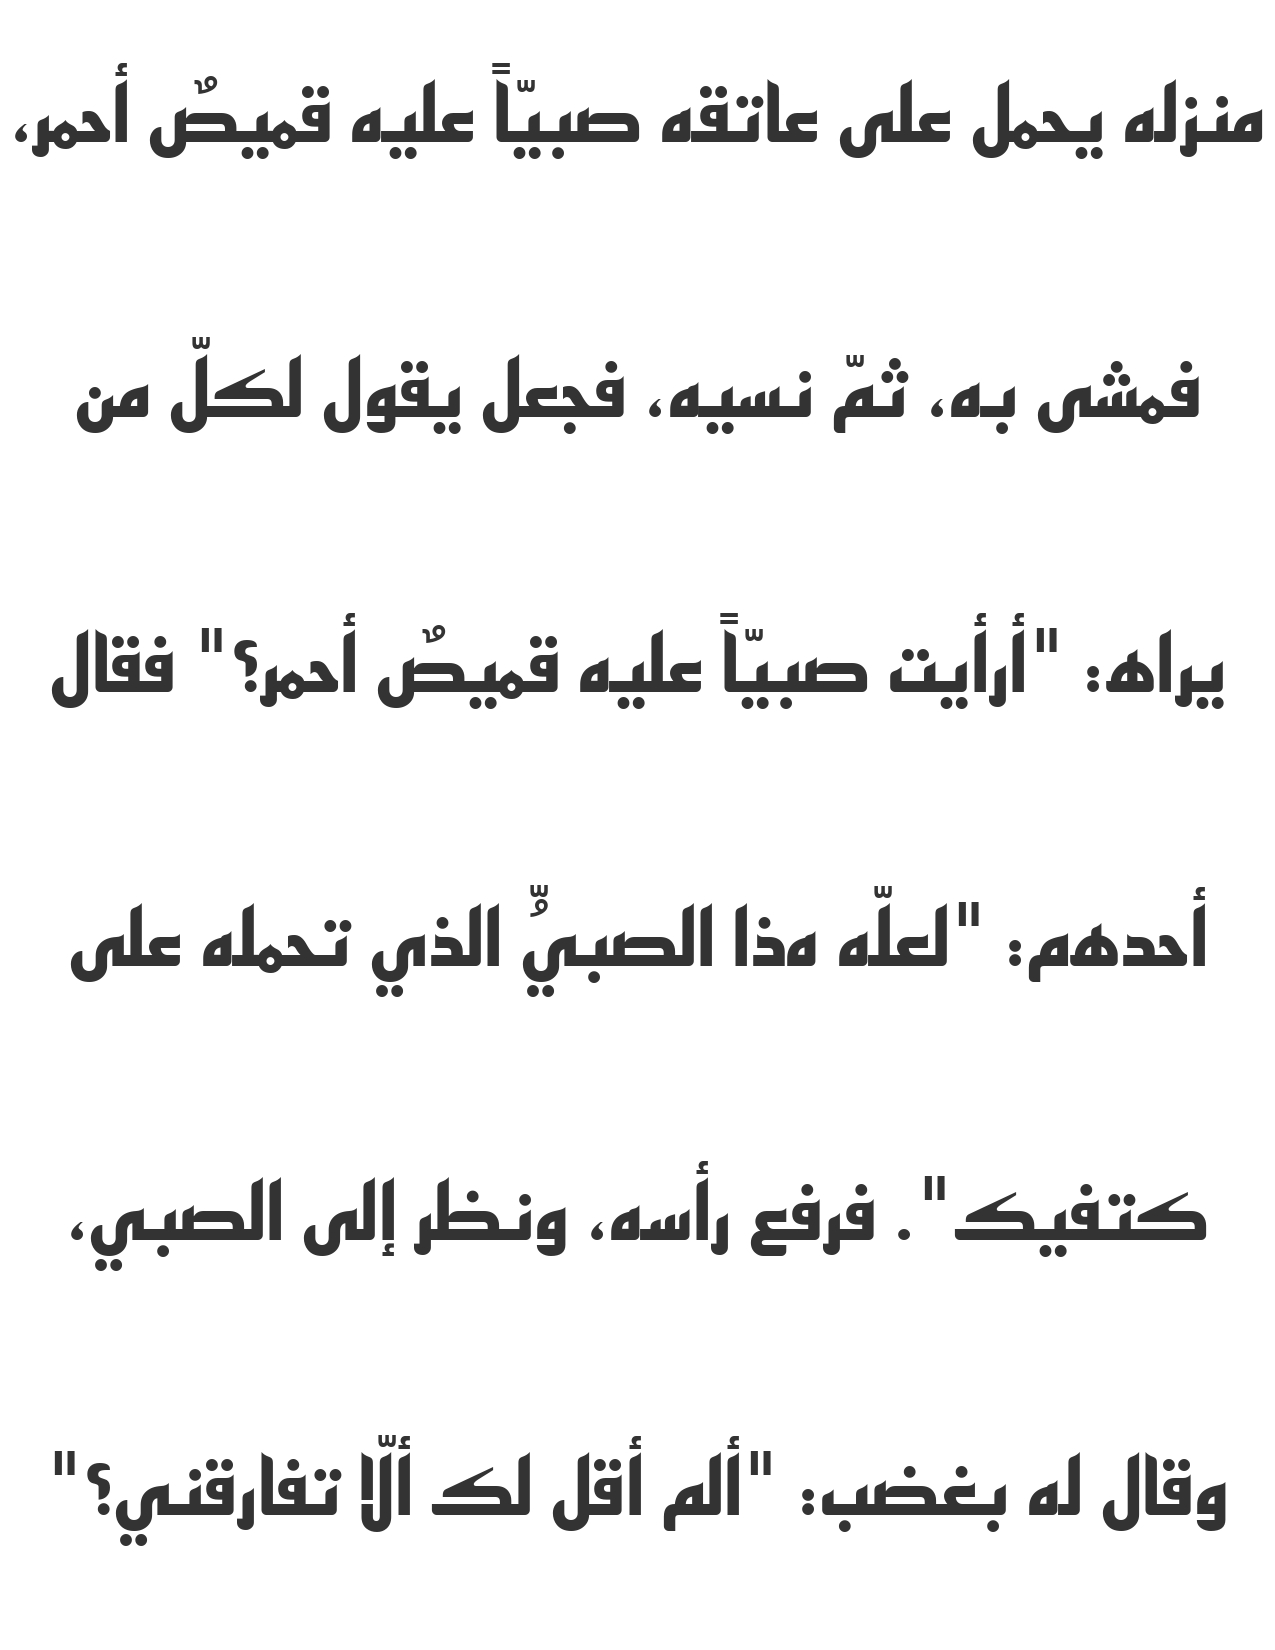 منزله يحمل على عاتقه صبيّاً عليه قميصٌ أحمر،
فمشى به، ثمّ نسيه، فجعل يقول لكلّ من
يراه: "أرأيت صبيّاً عليه قميصٌ أحمر؟" فقال
أحدهم: "لعلّه هذا الصبيُّ الذي تحمله على
كتفيك". فرفع رأسه، ونظر إلى الصبي،
وقال له بغضب: "ألم أقل لك ألّا تفارقني؟"